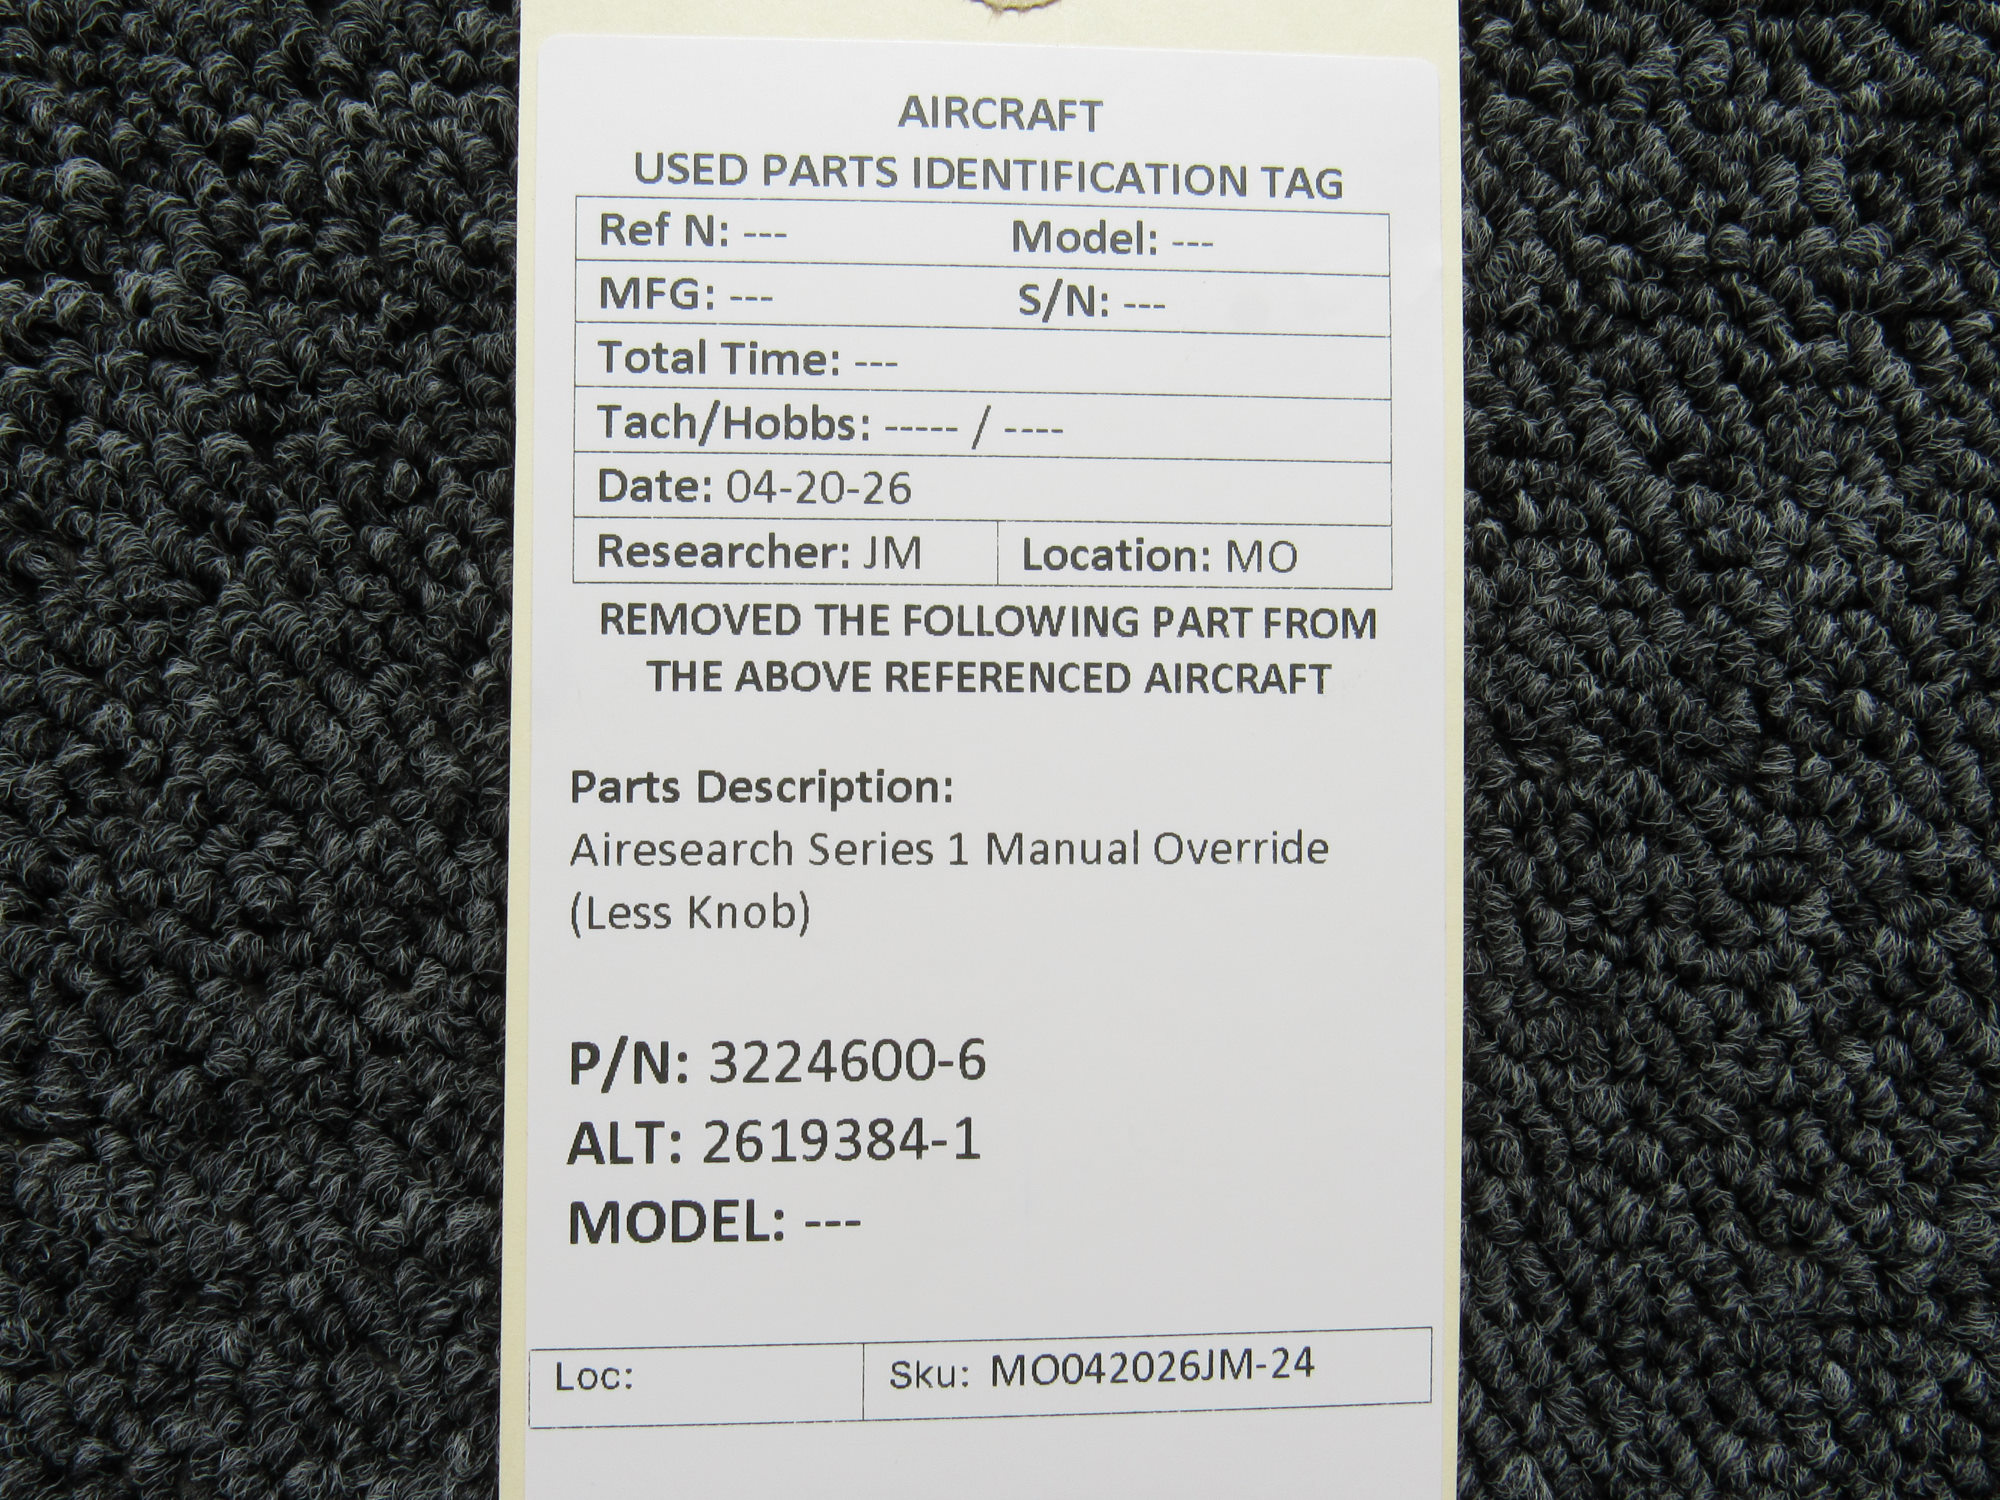 AIRCRAFT
USED PARTS IDENTIFICATION TAG
Ref N: --- Model: ---
MFG: --- S/N: ---
Total Time: ---
Tach/Hobbs: ----- / ----
Date: 04-20-26
Researcher: JM Location: MO
REMOVED THE FOLLOWING PART FROM
THE ABOVE REFERENCED AIRCRAFT
Parts Description:
Airesearch Series 1 Manual Override
(Less Knob)
P/N: 3224600-6
ALT: 2619384-1
MODEL: ---
Loc: Sku: MO042026JM-24